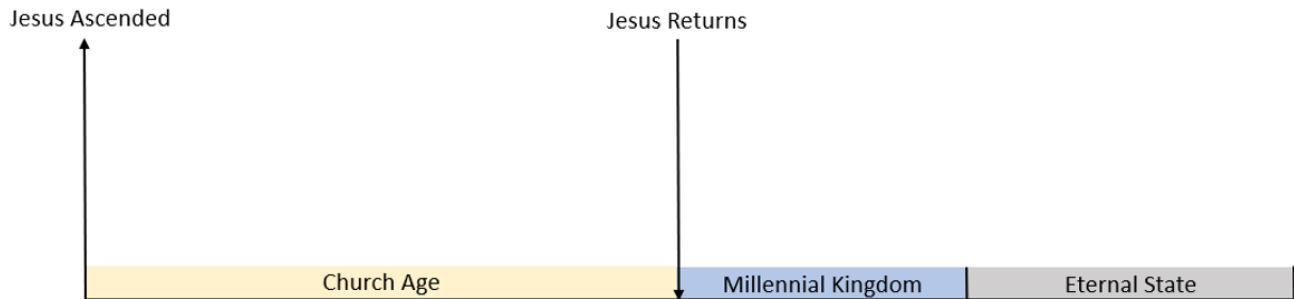 Jesus Ascended
Jesus Returns
Church Age
Millennial Kingdom
Eternal State